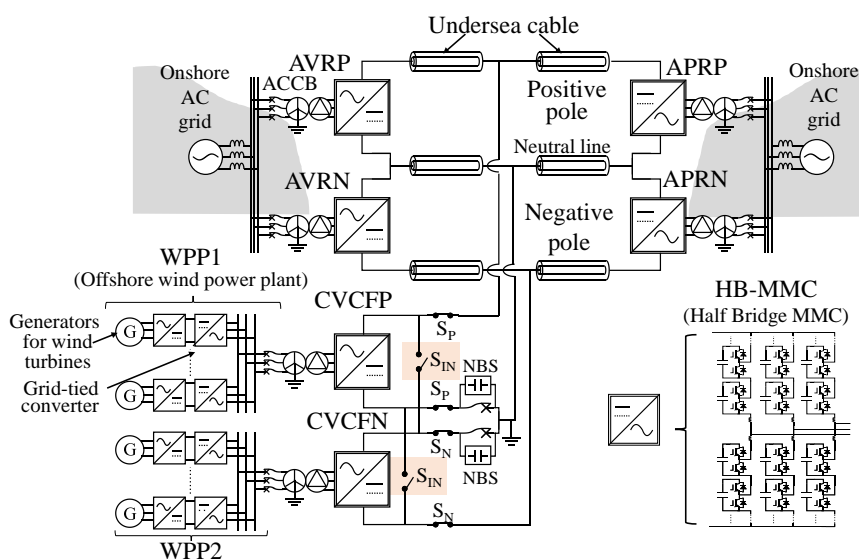 Undersea cable
AVRP
APRP
Onshore
AC
grid
ACCB
Positive
pole
Onshore
AC
grid
Neutral line
AVRN
APRN
Negative
pole
WPP1
(Offshore wind power plant)
CVCFP
HB-MMC
(Half Bridge MMC)
Generators
for wind
turbines
G
Grid-tied
converter
G
S_P
S_IN
S_P
NBS
CVCFN
G
S_N
NBS
S_IN
G
S_N
WPP2